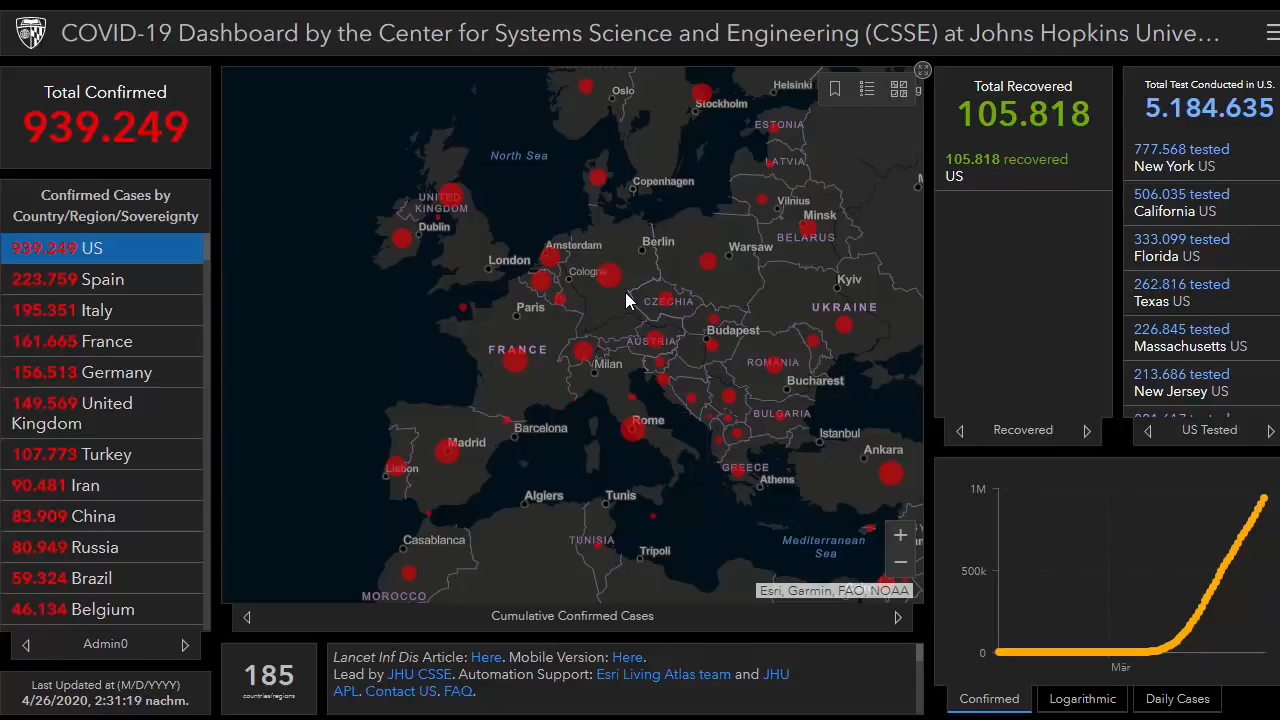 COVID-19 Dashboard by the Center for Systems Science and Engineering (CSSE) at Johns Hopkins Unive...
Total Confirmed
939.249
Confirmed Cases by
Country/Region/Sovereignty
939.249 US
223.759 Spain
195.351 Italy
161.665 France
156.513 Germany
149.569 United
Kingdom
107.773 Turkey
90.481 Iran
83.909 China
80.949 Russia
59.324 Brazil
46.134 Belgium
Admin0
Last Updated at (M/D/YYYY)
4/26/2020, 2:31:19 nachm.
Oslo
Stockholm
Helsinki
ESTONIA
LATVIA
North Sea
Copenhagen
UNITED
KINGDOM
Dublin
Vilnius
Minsk
BELARUS
Amsterdam
Berlin
Warsaw
London
Cologne
Kyiv
Paris
CZECHIA
UKRAINE
FRANCE
AUSTRIA
Budapest
Milan
ROMANIA
Bucharest
Rome
BULGARIA
Barcelona
Istanbul
Madrid
Ankara
Lisbon
GREECE
Athens
Algiers
Tunis
Casablanca
TUNISIA
Tripoli
Mediterranean
Sea
MOROCCO
Esri, Garmin, FAO, NOAA
Cumulative Confirmed Cases
185
countries/regions
Lancet Inf Dis Article: Here. Mobile Version: Here.
Lead by JHU CSSE. Automation Support: Esri Living Atlas team and JHU
APL. Contact US. FAQ.
Total Recovered
105.818
105.818 recovered
US
Recovered
Total Test Conducted in U.S.
5.184.635
777.568 tested
New York US
506.035 tested
California US
333.099 tested
Florida US
262.816 tested
Texas US
226.845 tested
Massachusetts US
213.686 tested
New Jersey US
US Tested
1M
500k
0
Mär
Confirmed
Logarithmic
Daily Cases